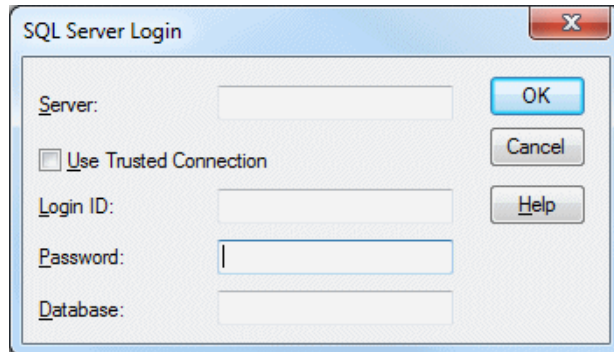 SQL Server Login
Server:
OK
Use Trusted Connection
Cancel
Login ID:
Help
Password:
Database: